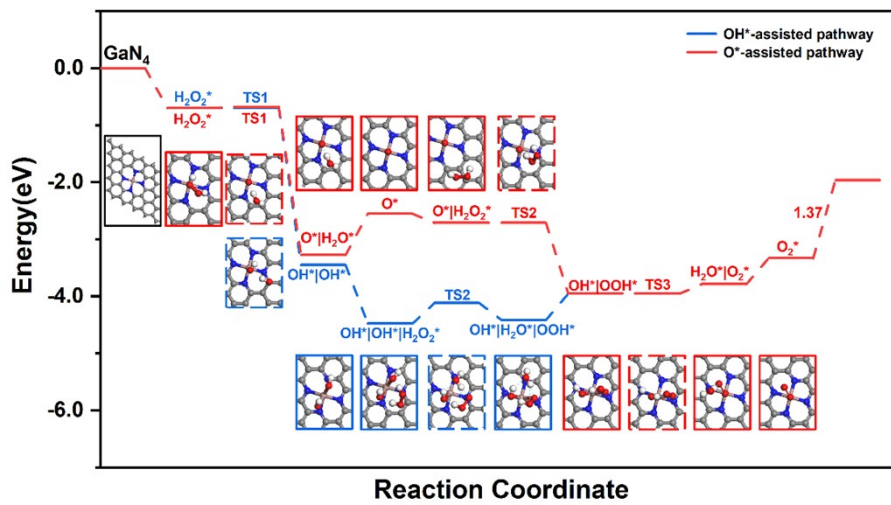 OH*-assisted pathway
O*-assisted pathway
GaN₄
0.0
H₂O₂* TS1
H₂O₂* TS1
-2.0
O*
O*|H₂O₂* TS2
1.37
O*|H₂O*
OH*|OH*
O₂*
H₂O*|O₂*
OH*|OOH* TS3
-4.0
TS2
OH*|OH*|H₂O₂* OH*|H₂O*|OOH*
-6.0
Energy(eV)
Reaction Coordinate